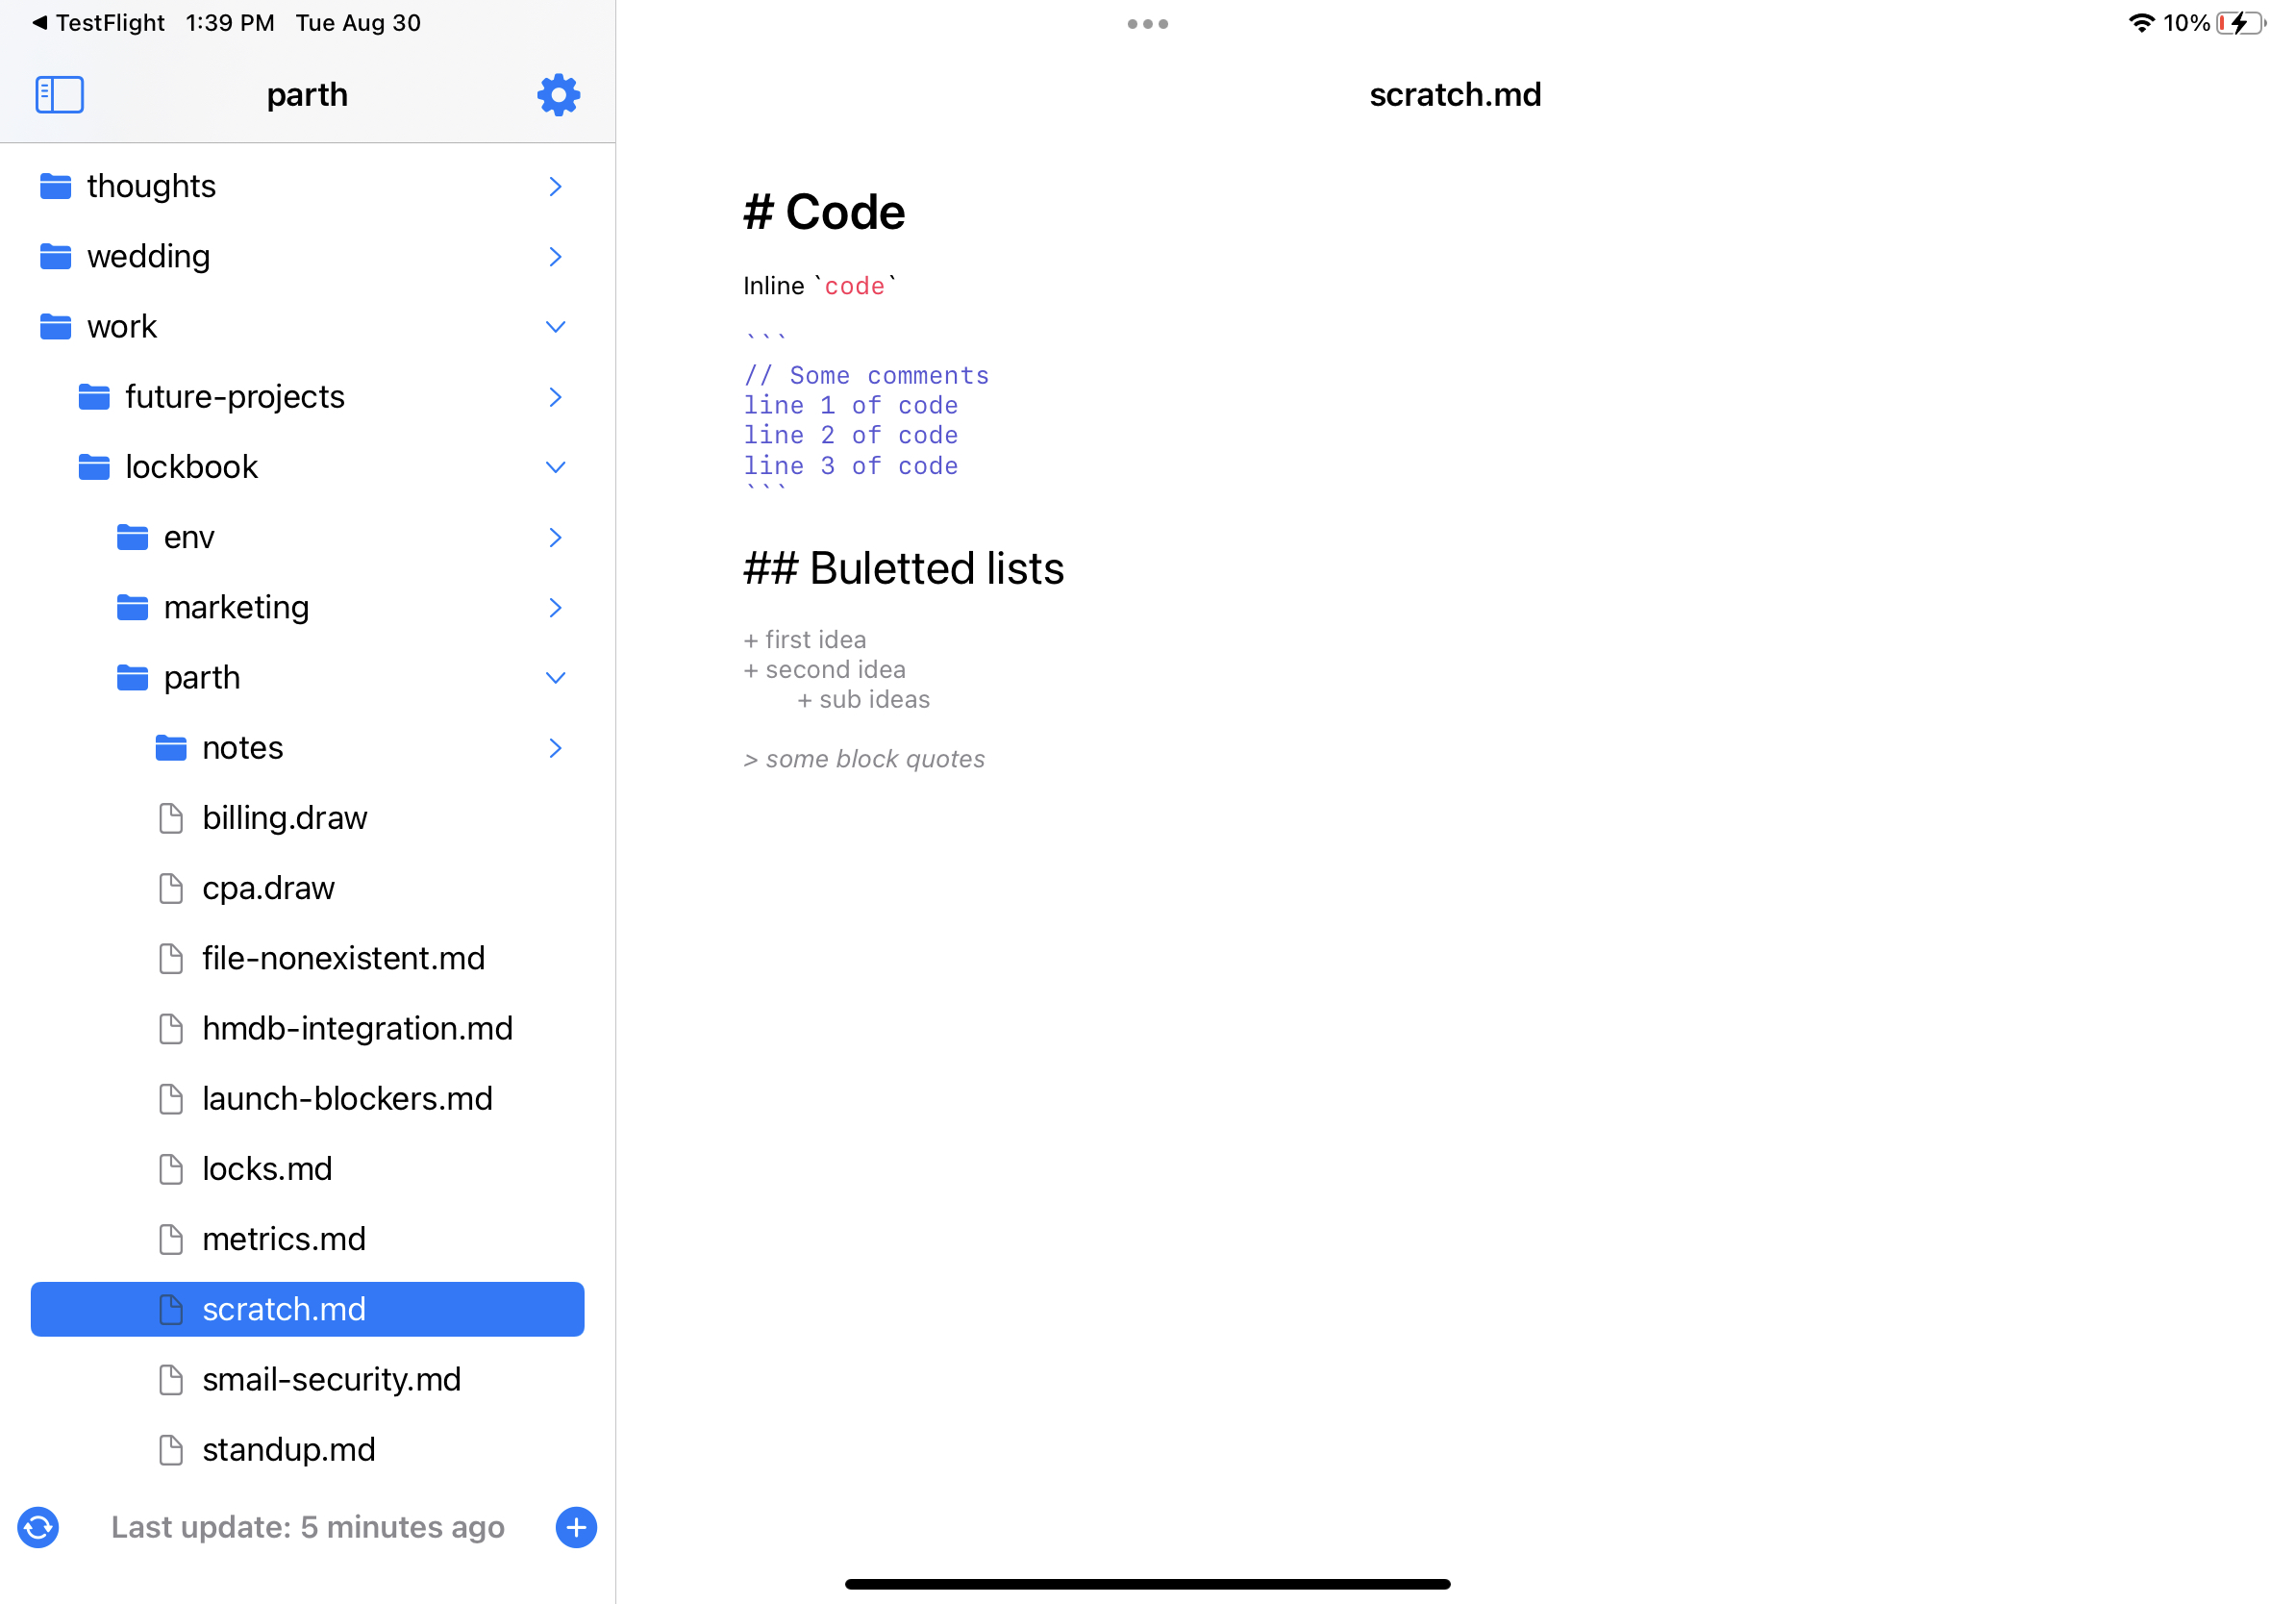 TestFlight 1:39 PM Tue Aug 30
10%
parth
scratch.md
thoughts
wedding
work
future-projects
lockbook
env
marketing
parth
notes
billing.draw
cpa.draw
file-nonexistent.md
hmdb-integration.md
launch-blockers.md
locks.md
metrics.md
scratch.md
smail-security.md
standup.md
Last update: 5 minutes ago
# Code
Inline `code`
```
// Some comments
line 1 of code
line 2 of code
line 3 of code
```
## Buletted lists
+ first idea
+ second idea
+ sub ideas
> some block quotes